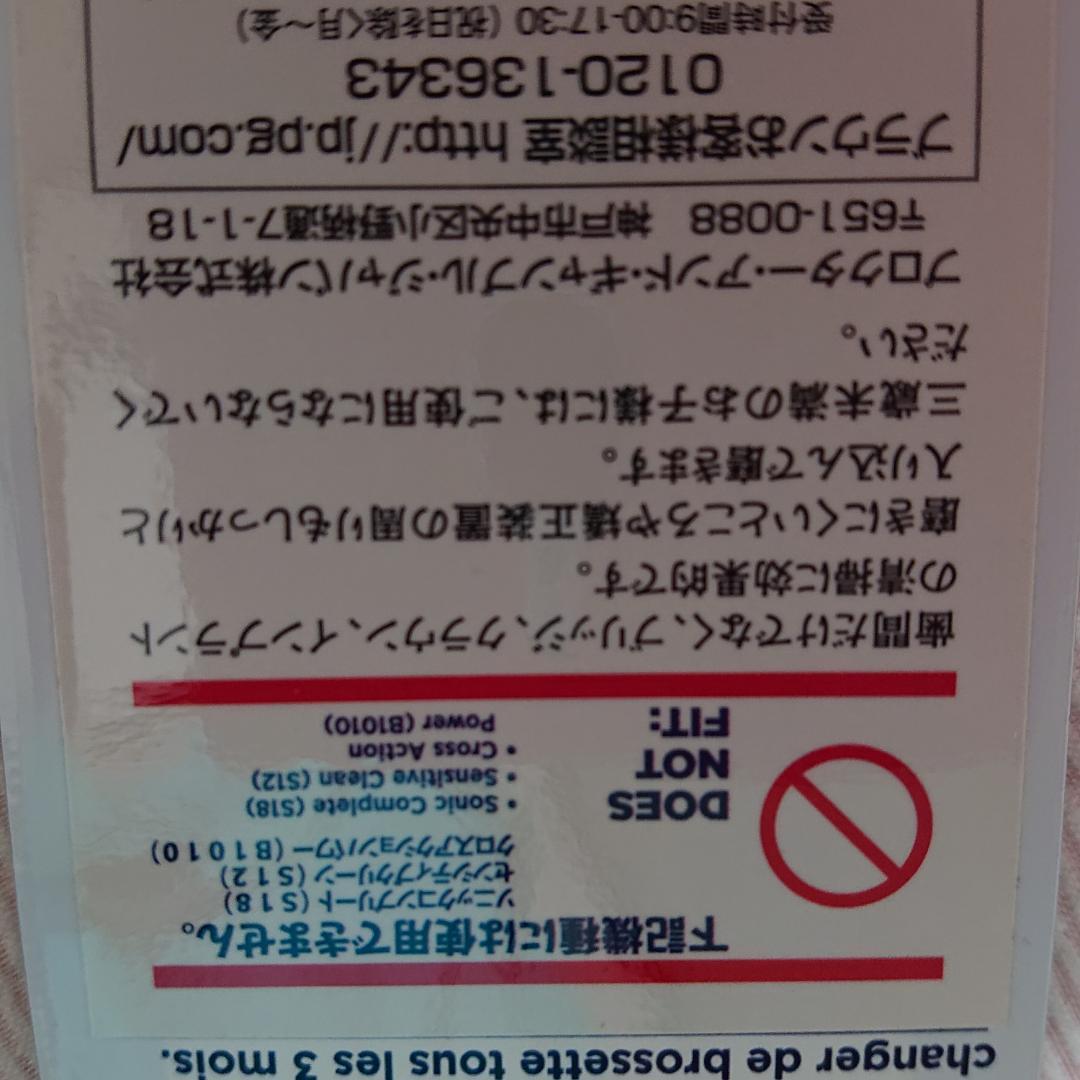 changer de brossette tous les 3 mois.
下記機種には使用できません。
ソニックコンプリート(S18)
センシティブクリーン(S12)
クロスアクションパワー(B1010)
DOES
NOT
FIT:
• Sonic Complete (S18)
• Sensitive Clean (S12)
• Cross Action
Power (B1010)
歯間だけでなく、ブリッジ、クラウン、インプラント
の清掃に効果的です。
磨きにくいところや矯正装置の周りもしっかりと
入り込んで磨きます。
三歳未満のお子様には、ご使用にならないでく
ださい。
プロクター・アンド・ギャンブル・ジャパン株式会社
〒651-0088 神戸市中央区小野柄通7-1-18
ブラウンお客様相談室 http://jp.pg.com/
0120-136343
受付時間9:00-17:30 (祝日を除く月〜金)